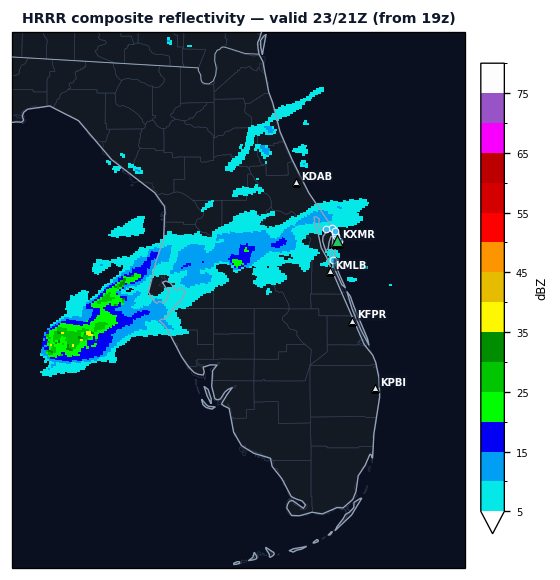 HRRR composite reflectivity — valid 23/21Z (from 19z)
KDAB
KXMR
KMLB
KFPR
KPBI
75
65
55
45
35
25
15
5
dBZ